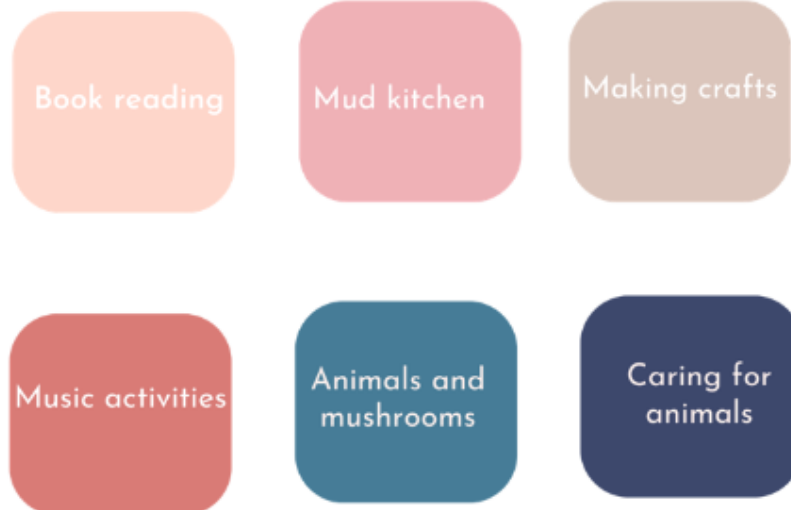 Book reading
Mud kitchen
Making crafts
Music activities
Animals and
mushrooms
Caring for
animals